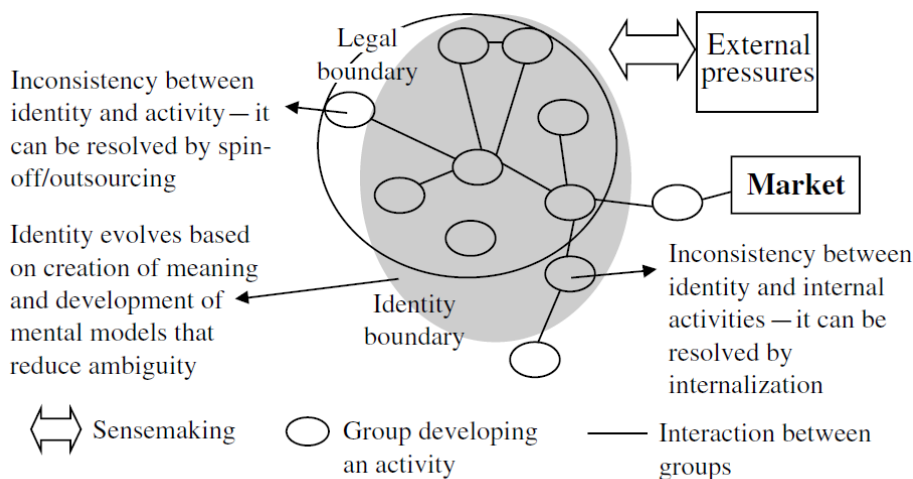 Legal
boundary
External
pressures
Inconsistency between
identity and activity—it
can be resolved by spin-
off/outsourcing
Market
Identity evolves based
on creation of meaning
and development of
mental models that
reduce ambiguity
Identity
boundary
Inconsistency between
identity and internal
activities—it can be
resolved by
internalization
Sensemaking
Group developing
an activity
Interaction between
groups